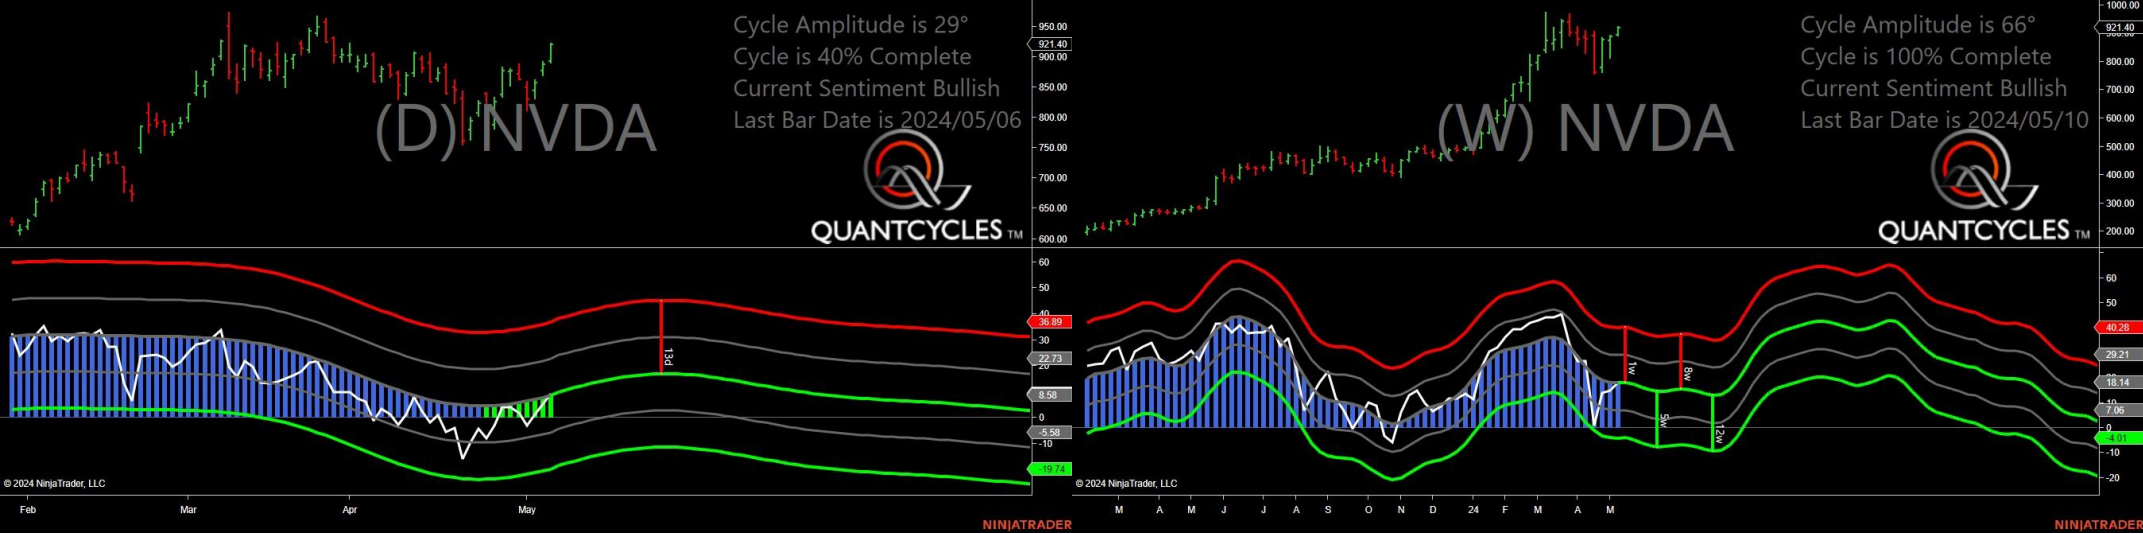 Cycle Amplitude is 29°
Cycle is 40% Complete
Current Sentiment Bullish
Last Bar Date is 2024/05/06
(D) NVDA
QUANTCYCLES TM
950.00
921.40
900.00
850.00
800.00
750.00
700.00
650.00
600.00
60
50
40
36.89
30
22.73
20
8.58
0
-5.58
-10
-19.74
13d
© 2024 NinjaTrader, LLC
Feb Mar Apr May
NINJATRADER
Cycle Amplitude is 66°
Cycle is 100% Complete
Current Sentiment Bullish
Last Bar Date is 2024/05/10
(W) NVDA
QUANTCYCLES TM
1000.00
921.40
800.00
700.00
600.00
500.00
400.00
300.00
200.00
60
50
40.28
29.21
18.14
10
7.06
0
-4.01
-10
-20
1w
8w
5w
12w
© 2024 NinjaTrader, LLC
M A M J J A S O N D 24 F M A M
NINJATRADER